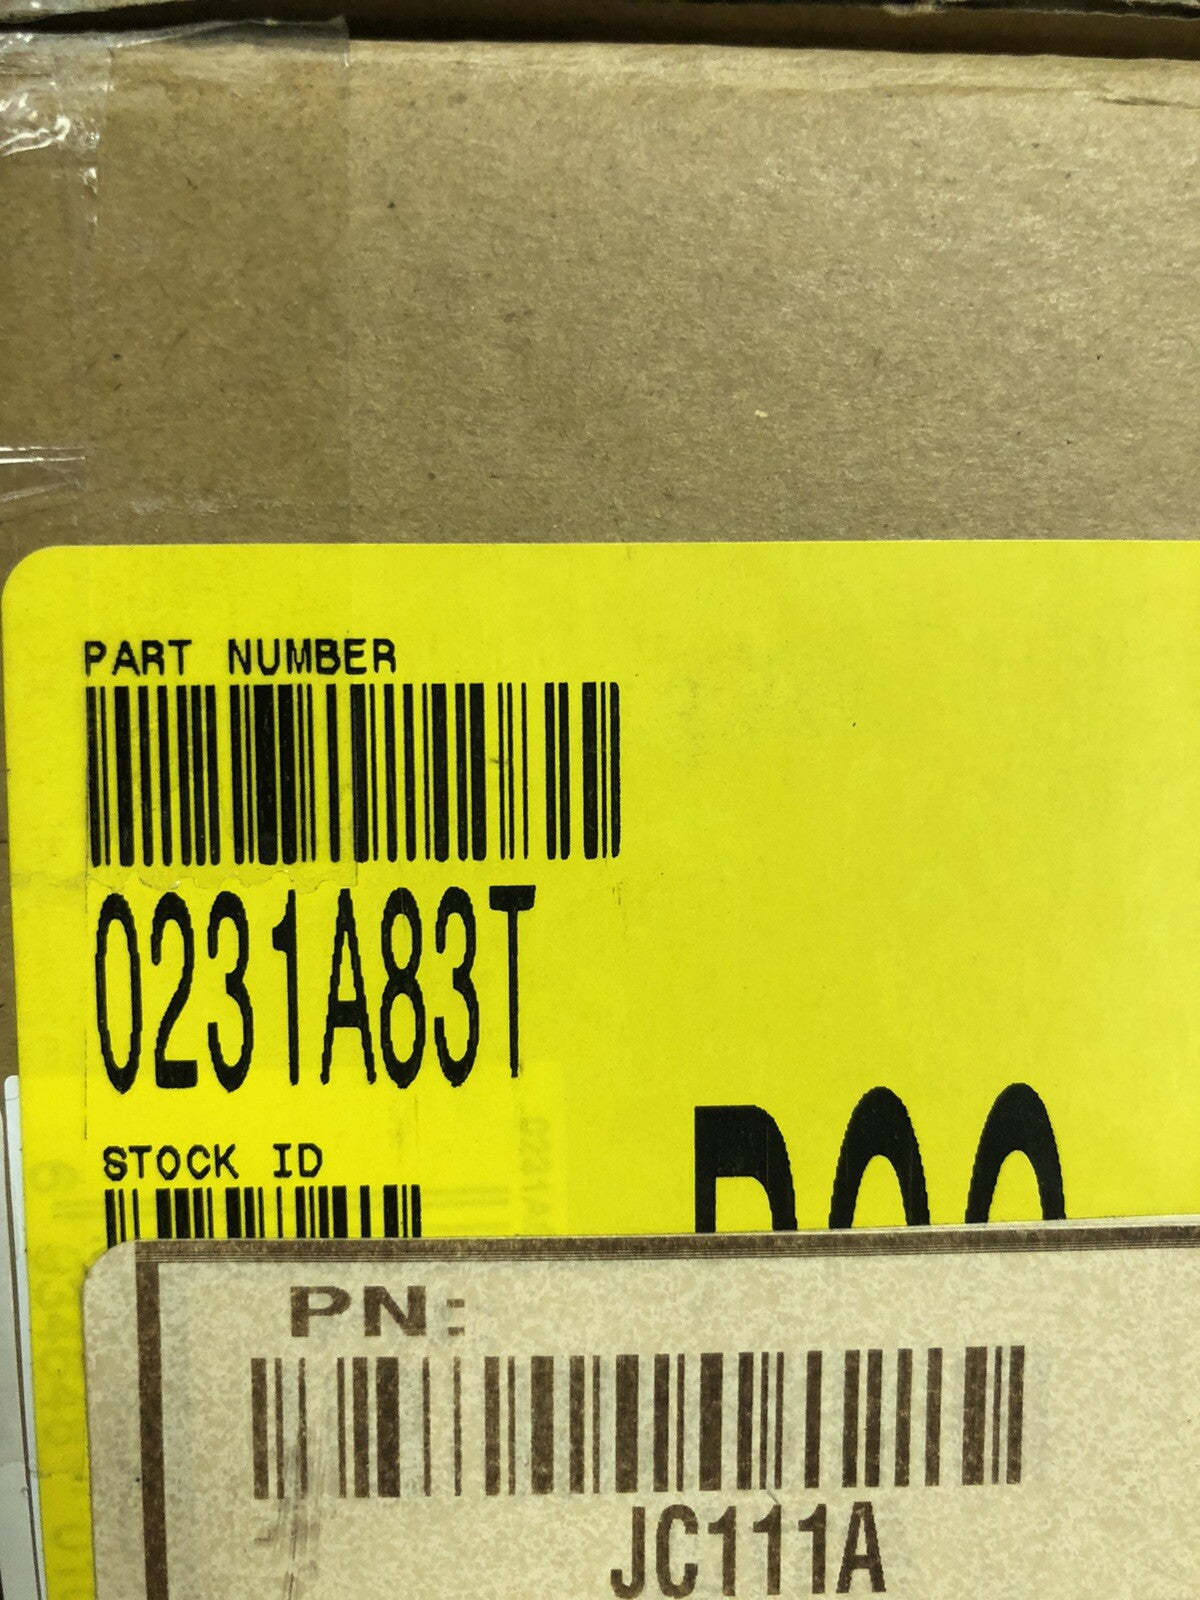 PART NUMBER
0231A83T
STOCK ID
PN:
JC111A